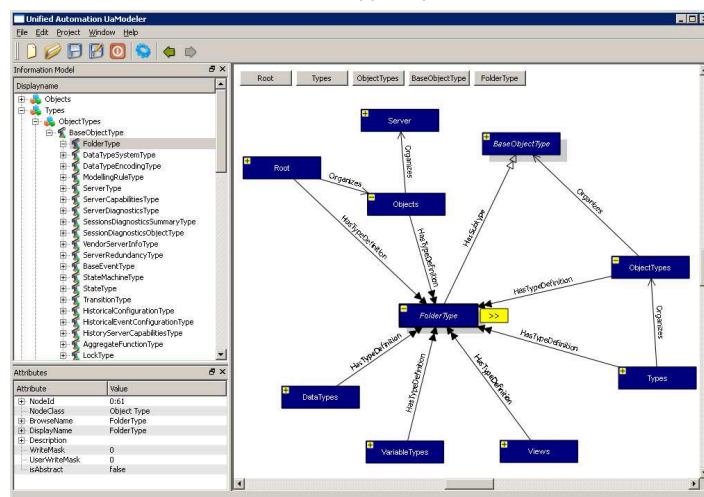 Unified Automation UaModeler
File Edit Project Window Help
Information Model
Displayname
Objects
Types
ObjectTypes
BaseObjectType
FolderType
DataTypeSystemType
DataTypeEncodingType
ModellingRuleType
ServerType
ServerCapabilitiesType
ServerDiagnosticsType
SessionsDiagnosticsSummaryType
SessionDiagnosticsObjectType
VendorServerInfoType
ServerRedundancyType
BaseEventType
StateMachineType
StateType
TransitionType
HistoricalConfigurationType
HistoricalEventConfigurationType
HistoryServerCapabilitiesType
AggregateFunctionType
LockType
Attributes
Attribute Value
NodeId 0:61
NodeClass Object Type
BrowseName FolderType
DisplayName FolderType
Description
WriteMask 0
UserWriteMask 0
isAbstract false
Root Types ObjectTypes BaseObjectType FolderType
Server
BaseObjectType
Organizes
Root
Organizes
Objects
HasTypeDefinition
HasTypeDefinition
HasSubtype
Organizes
ObjectTypes
HasTypeDefinition
FolderType >>
Organizes
HasTypeDefinition
Types
HasTypeDefinition
DataTypes
HasTypeDefinition
HasTypeDefinition
VariableTypes
Views